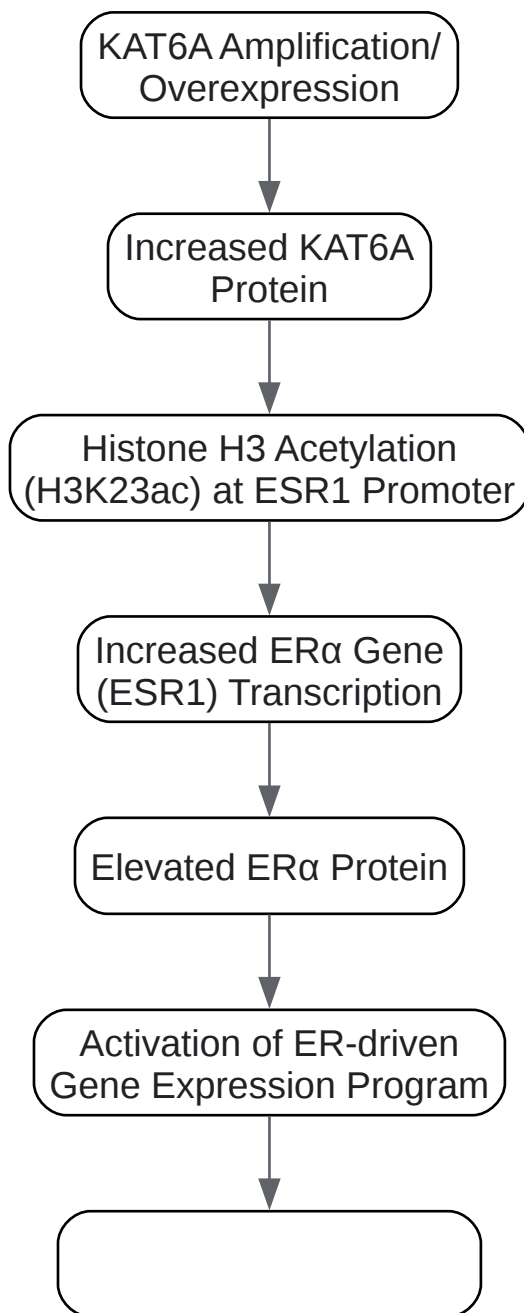 KAT6A Amplification/
Overexpression
Increased KAT6A
Protein
Histone H3 Acetylation
(H3K23ac) at ESR1 Promoter
Increased ERα Gene
(ESR1) Transcription
Elevated ERα Protein
Activation of ER-driven
Gene Expression Program